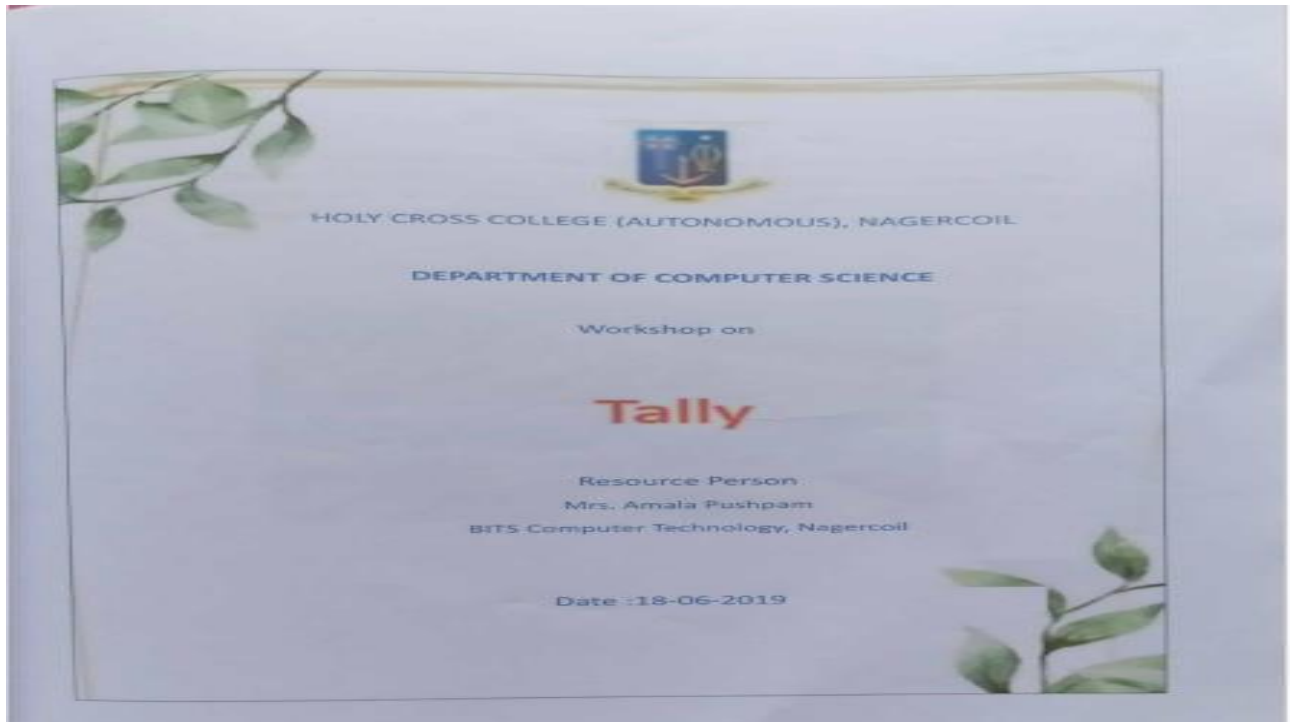 HOLY CROSS COLLEGE (AUTONOMOUS), NAGERCOIL
DEPARTMENT OF COMPUTER SCIENCE
Workshop on
Tally
Resource Person
Mrs. Amala Pushpam
BITS Computer Technology, Nagercoil
Date :18-06-2019